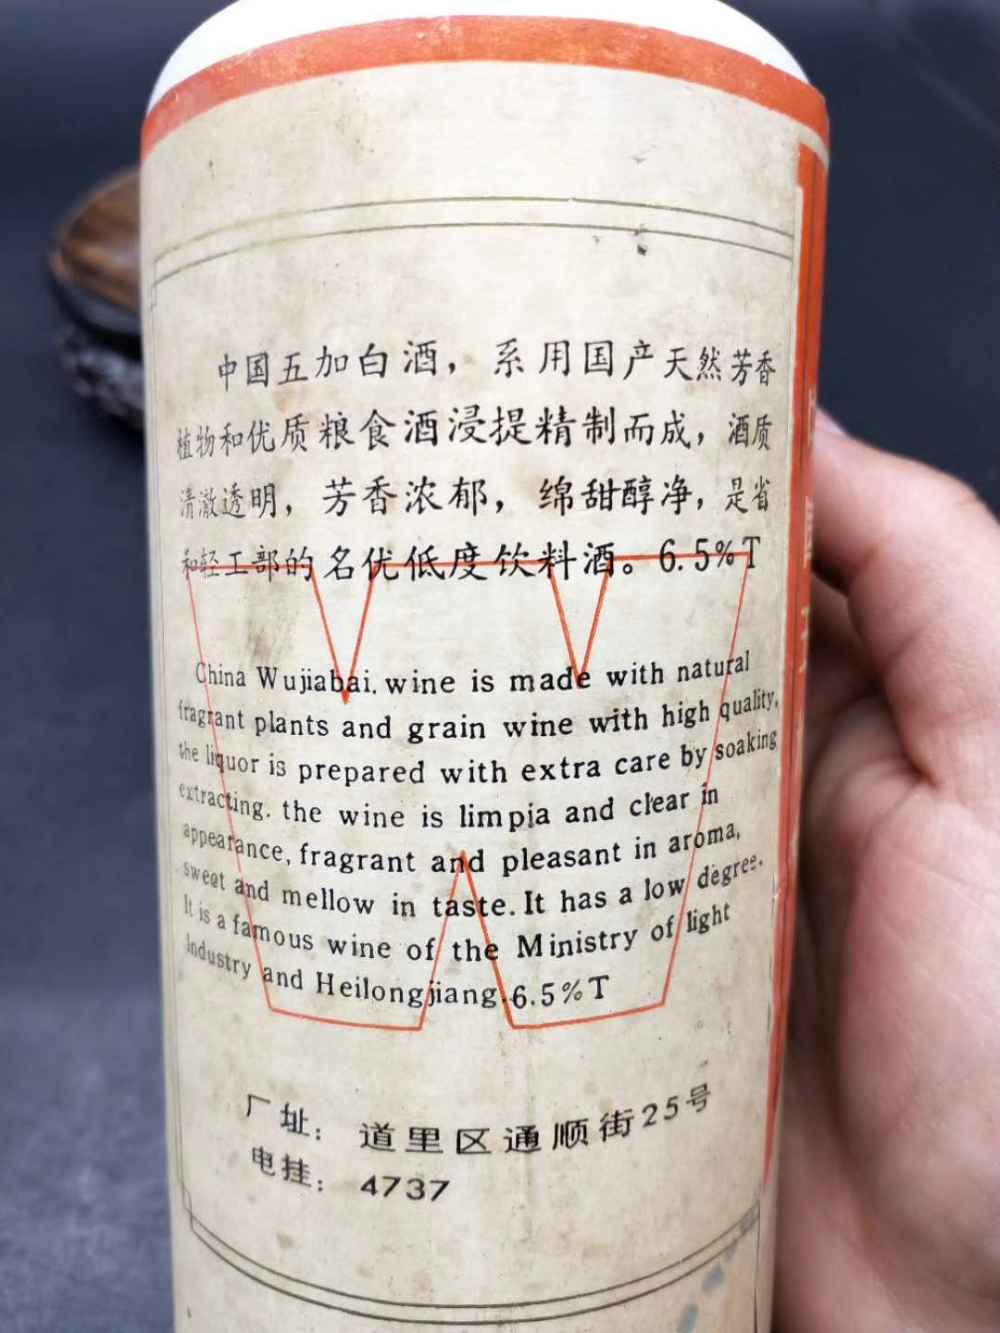 中国五加白酒，系用国产天然芳香
植物和优质粮食酒浸提精制而成，酒质
清澈透明，芳香浓郁，绵甜醇净，是省
和轻工部的名优低度饮料酒。6.5%T
China Wujiabai. wine is made with natural
fragrant plants and grain wine with high quality,
the liquor is prepared with extra care by soaking
extracting. the wine is limpia and clear in
appearance, fragrant and pleasant in aroma,
sweet and mellow in taste. It has a low degree.
It is a famous wine of the Ministry of light
Industry and Heilongjiang. 6.5%T
厂址：道里区通顺街25号
电挂：4737